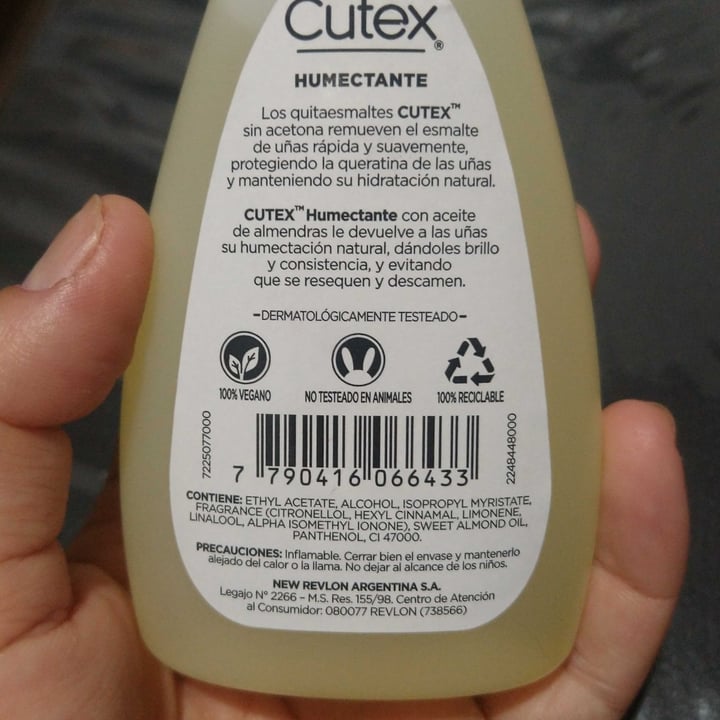 Cutex®
HUMECTANTE
Los quitaesmaltes CUTEX™
sin acetona remueven el esmalte
de uñas rápida y suavemente,
protegiendo la queratina de las uñas
y manteniendo su hidratación natural.
CUTEX™ Humectante con aceite
de almendras le devuelve a las uñas
su humectación natural, dándoles brillo
y consistencia, y evitando
que se resequen y descamen.
–DERMATOLÓGICAMENTE TESTEADO–
100% VEGANO
NO TESTEADO EN ANIMALES
100% RECICLABLE
7225077000
7 790416 066433
2248448000
CONTIENE: ETHYL ACETATE, ALCOHOL, ISOPROPYL MYRISTATE,
FRAGRANCE (CITRONELLOL, HEXYL CINNAMAL, LIMONENE,
LINALOOL, ALPHA ISOMETHYL IONONE), SWEET ALMOND OIL,
PANTHENOL, CI 47000.
PRECAUCIONES: Inflamable. Cerrar bien el envase y mantenerlo
alejado del calor o la llama. No dejar al alcance de los niños.
NEW REVLON ARGENTINA S.A.
Legajo N° 2266 – M.S. Res. 155/98. Centro de Atención
al Consumidor: 080077 REVLON (738566)